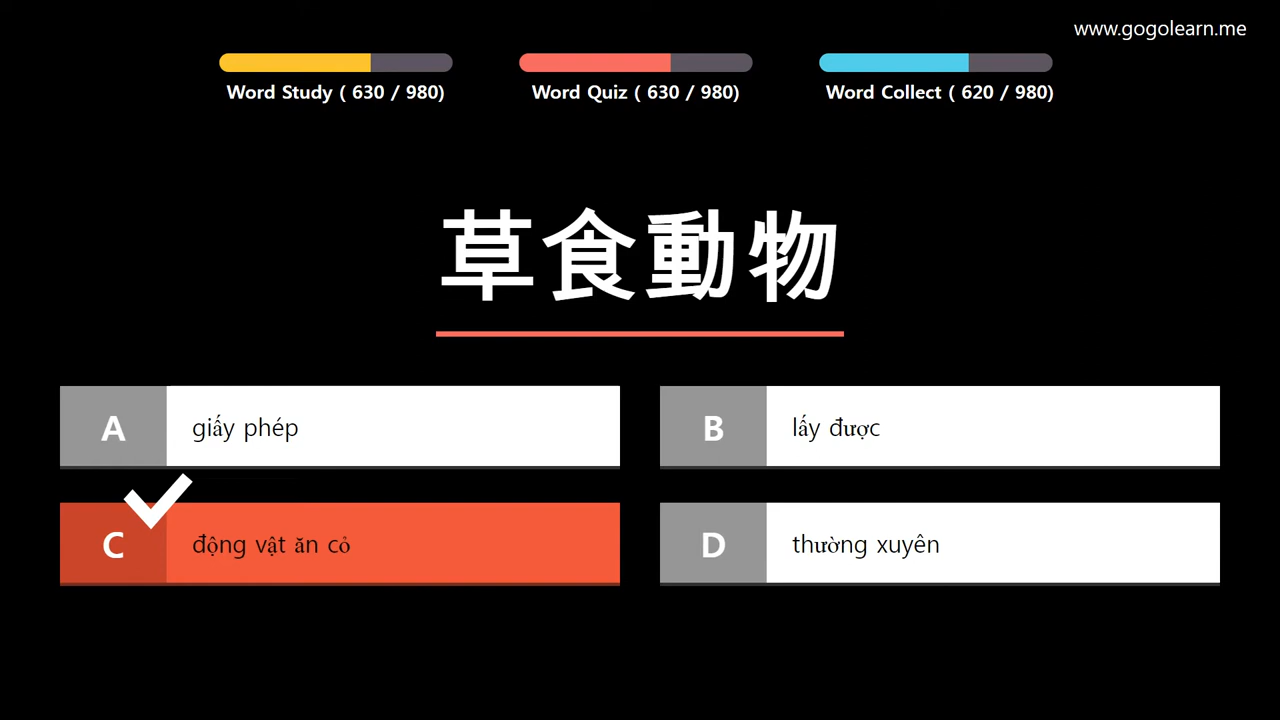 www.gogolearn.me
Word Study ( 630 / 980)
Word Quiz ( 630 / 980)
Word Collect ( 620 / 980)
草食動物
A giấy phép
B lấy được
C động vật ăn cỏ
D thường xuyên